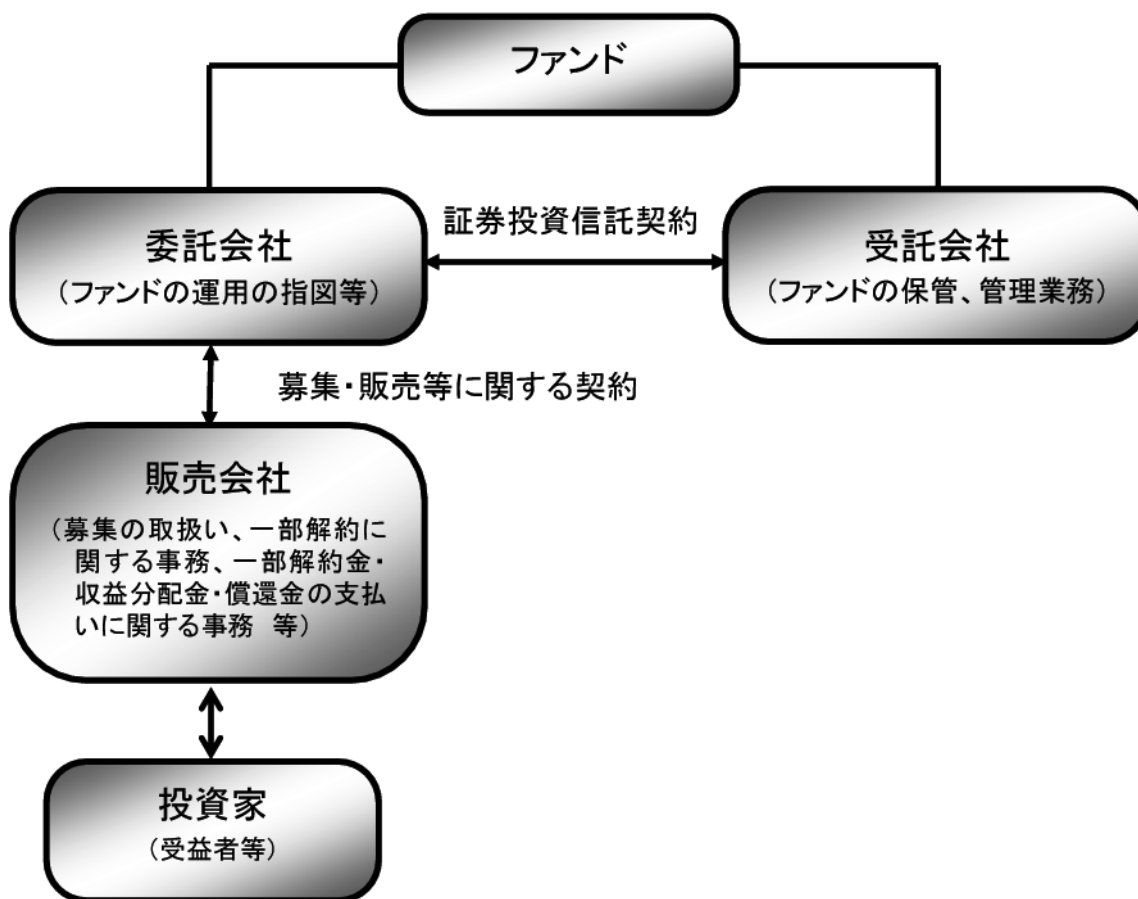 ファンド
委託会社
（ファンドの運用の指図等）
証券投資信託契約
受託会社
（ファンドの保管、管理業務）
募集・販売等に関する契約
販売会社
（募集の取扱い、一部解約に
関する事務、一部解約金・
収益分配金・償還金の支払
いに関する事務　等）
投資家
（受益者等）